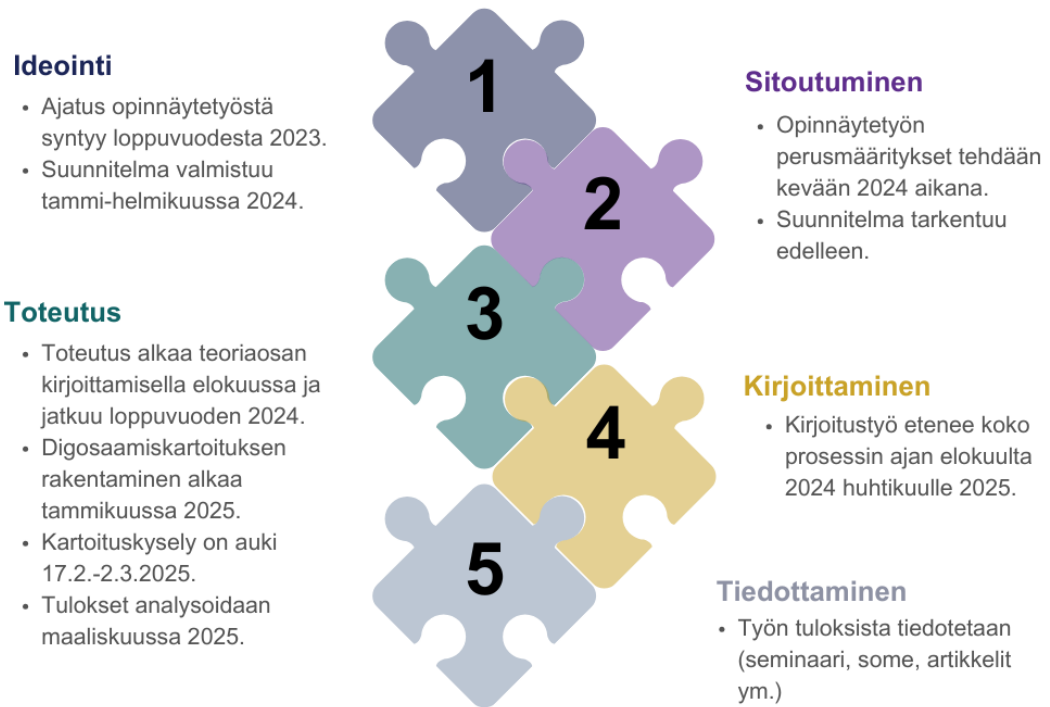 1
Ideointi
• Ajatus opinnäytetyöstä
syntyy loppuvuodesta 2023.
• Suunnitelma valmistuu
tammi-helmikuussa 2024.
2
Sitoutuminen
• Opinnäytetyön
perusmääritykset tehdään
kevään 2024 aikana.
• Suunnitelma tarkentuu
edelleen.
3
Toteutus
• Toteutus alkaa teoriaosan
kirjoittamisella elokuussa ja
jatkuu loppuvuoden 2024.
• Digosaamiskartoituksen
rakentaminen alkaa
tammikuussa 2025.
• Kartoituskysely on auki
17.2.-2.3.2025.
• Tulokset analysoidaan
maaliskuussa 2025.
4
Kirjoittaminen
• Kirjoitustyö etenee koko
prosessin ajan elokuulta
2024 huhtikuulle 2025.
5
Tiedottaminen
• Työn tuloksista tiedotetaan
(seminaari, some, artikkelit
ym.)